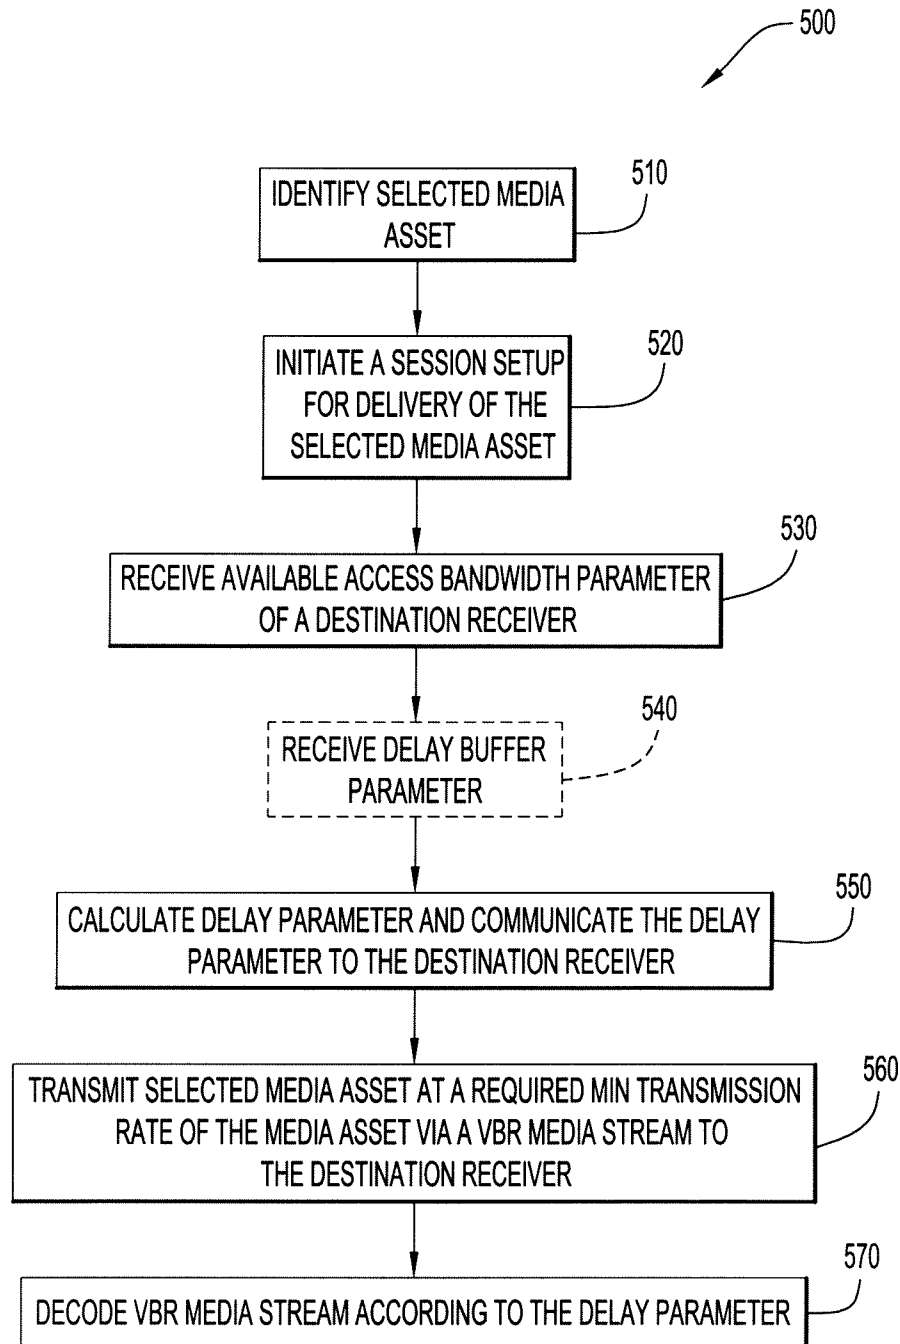 500
510
IDENTIFY SELECTED MEDIA
ASSET
520
INITIATE A SESSION SETUP
FOR DELIVERY OF THE
SELECTED MEDIA ASSET
530
RECEIVE AVAILABLE ACCESS BANDWIDTH PARAMETER
OF A DESTINATION RECEIVER
540
RECEIVE DELAY BUFFER
PARAMETER
550
CALCULATE DELAY PARAMETER AND COMMUNICATE THE DELAY
PARAMETER TO THE DESTINATION RECEIVER
560
TRANSMIT SELECTED MEDIA ASSET AT A REQUIRED MIN TRANSMISSION
RATE OF THE MEDIA ASSET VIA A VBR MEDIA STREAM TO
THE DESTINATION RECEIVER
570
DECODE VBR MEDIA STREAM ACCORDING TO THE DELAY PARAMETER